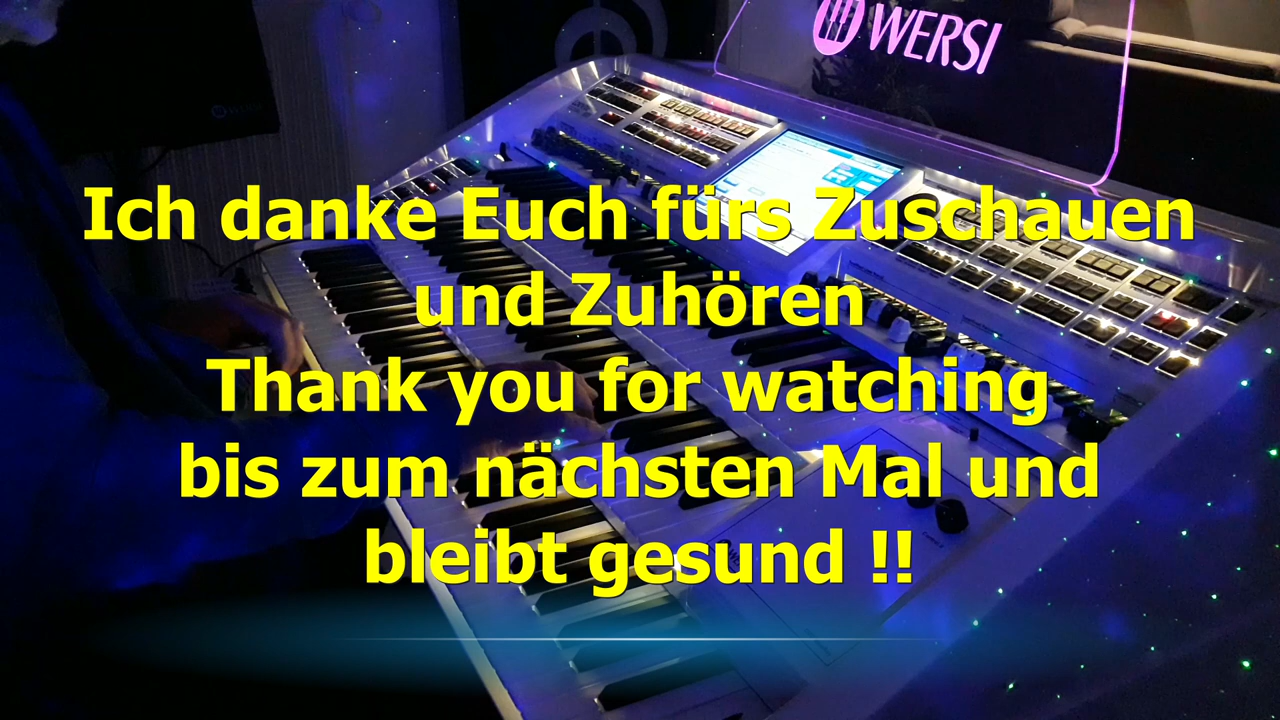 WERSI
WERSI
Ich danke Euch fürs Zuschauen
und Zuhören
Thank you for watching
bis zum nächsten Mal und
bleibt gesund !!